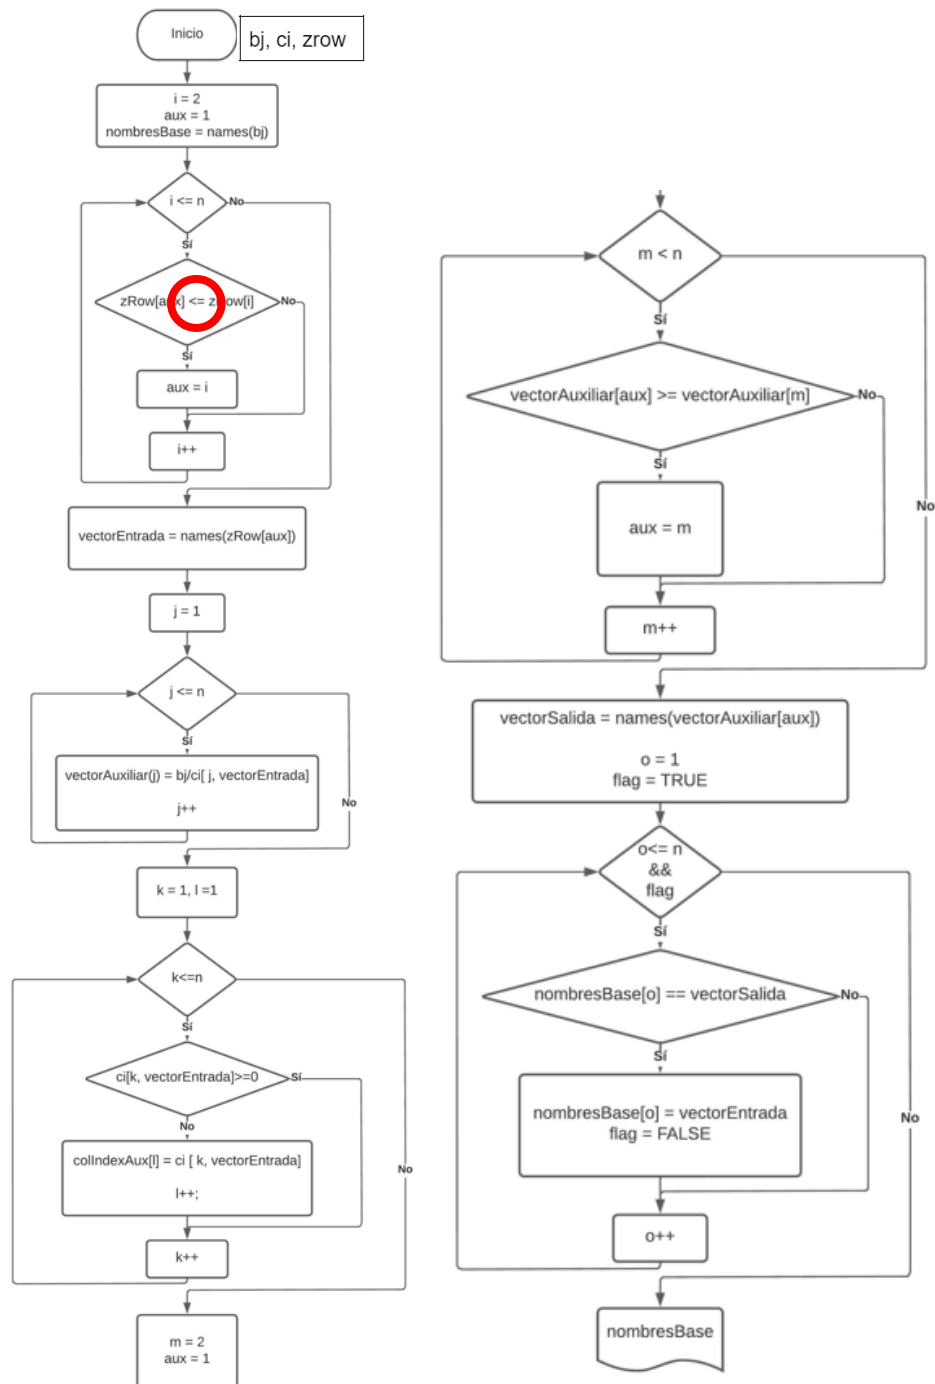 Inicio
bj, ci, zrow
i = 2
aux = 1
nombresBase = names(bj)
i <= n
No
Sí
zRow[aux] <= zRow[i]
No
Sí
aux = i
i++
vectorEntrada = names(zRow[aux])
j = 1
j <= n
Sí
vectorAuxiliar(j) = bj/ci[ j, vectorEntrada]
j++
No
k = 1, l =1
k<=n
Sí
ci[k, vectorEntrada]>=0
Sí
No
colIndexAux[l] = ci [ k, vectorEntrada]
l++;
No
k++
m = 2
aux = 1
m < n
Sí
vectorAuxiliar[aux] >= vectorAuxiliar[m]
No
Sí
aux = m
No
m++
vectorSalida = names(vectorAuxiliar[aux])
o = 1
flag = TRUE
o<= n
&&
flag
Sí
nombresBase[o] == vectorSalida
No
Sí
nombresBase[o] = vectorEntrada
flag = FALSE
No
o++
nombresBase